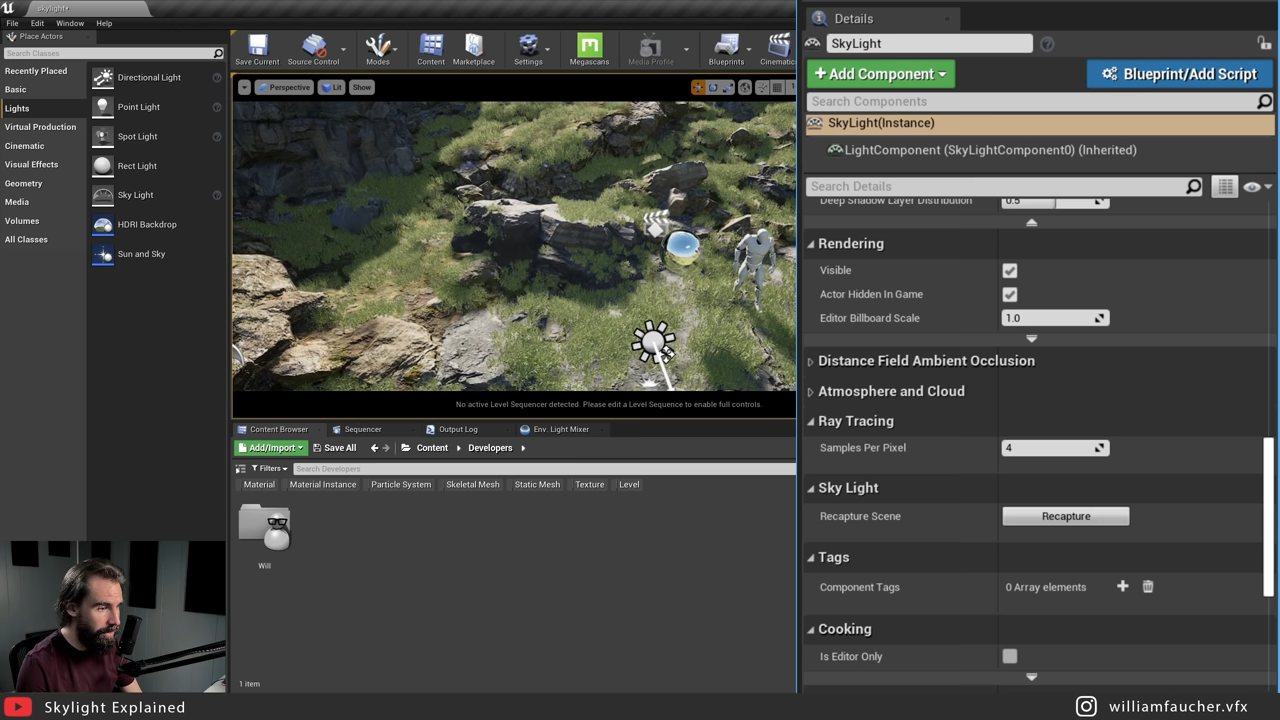 skylight*
File Edit Window Help
Place Actors
Search Classes
Recently Placed
Basic
Lights
Virtual Production
Cinematic
Visual Effects
Geometry
Media
Volumes
All Classes
Directional Light
Point Light
Spot Light
Rect Light
Sky Light
HDRI Backdrop
Sun and Sky
Save Current Source Control Modes Content Marketplace Settings Megascans Media Profile Blueprints Cinematic
Perspective Lit Show
No active Level Sequencer detected. Please edit a Level Sequence to enable full controls.
Content Browser Sequencer Output Log Env. Light Mixer
Add/Import Save All Content Developers
Filters Search Developers
Material Material Instance Particle System Skeletal Mesh Static Mesh Texture Level
Will
1 item
Details
SkyLight
+Add Component Blueprint/Add Script
Search Components
SkyLight(Instance)
LightComponent (SkyLightComponent0) (Inherited)
Search Details
Deep Shadow Layer Distribution 0.5
Rendering
Visible
Actor Hidden In Game
Editor Billboard Scale 1.0
Distance Field Ambient Occlusion
Atmosphere and Cloud
Ray Tracing
Samples Per Pixel 4
Sky Light
Recapture Scene Recapture
Tags
Component Tags 0 Array elements
Cooking
Is Editor Only
Skylight Explained
williamfaucher.vfx